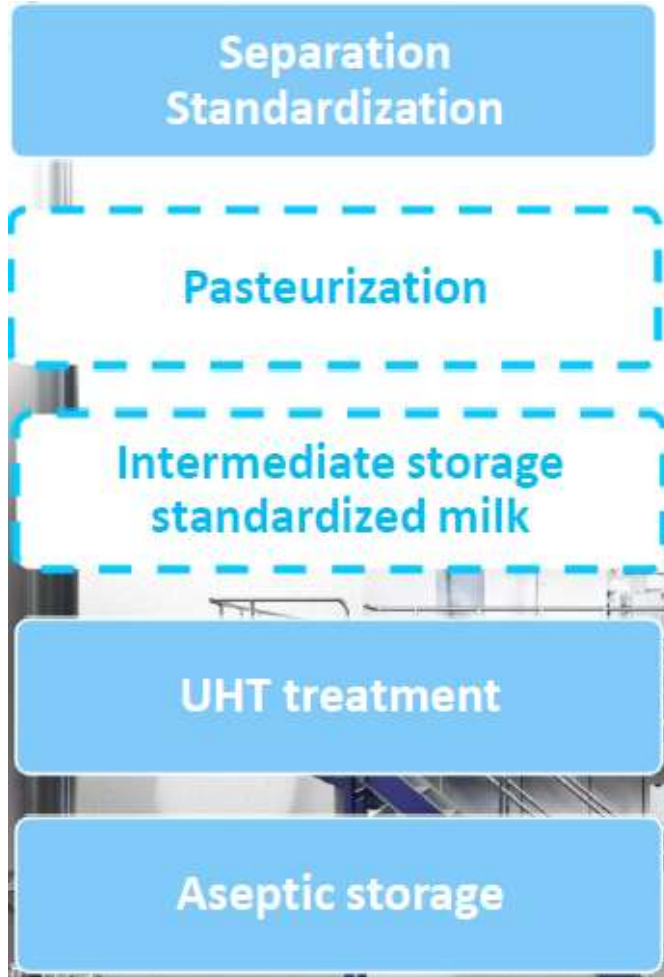 Separation
Standardization
Pasteurization
Intermediate storage
standardized milk
UHT treatment
Aseptic storage